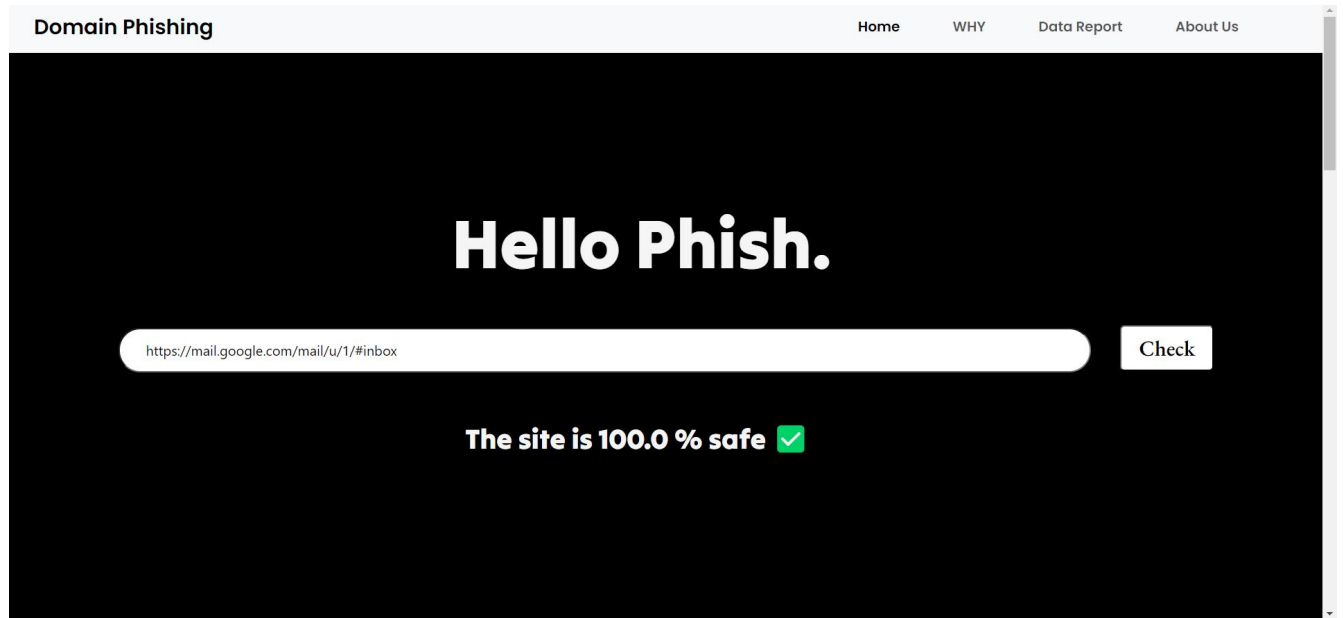 Domain Phishing Home WHY Data Report About Us
Hello Phish.
https://mail.google.com/mail/u/1/#inbox Check
The site is 100.0 % safe ✅